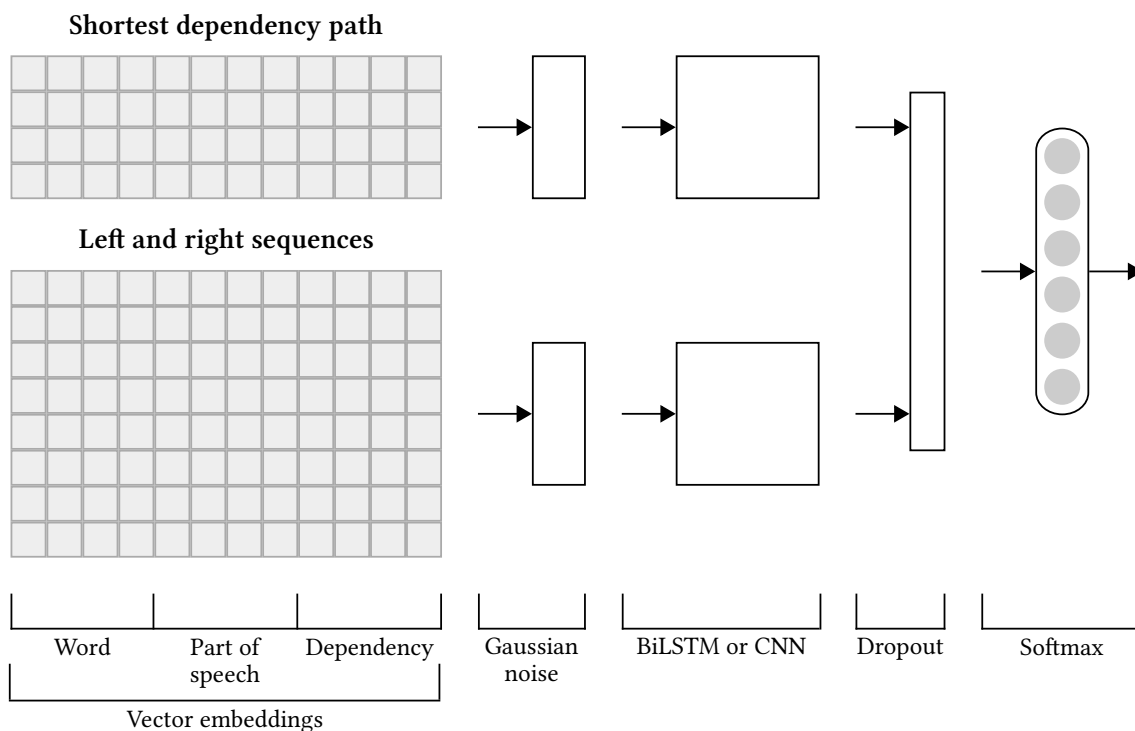 Shortest dependency path
Left and right sequences
Word
Part of
speech
Dependency
Gaussian
noise
BiLSTM or CNN
Dropout
Softmax
Vector embeddings